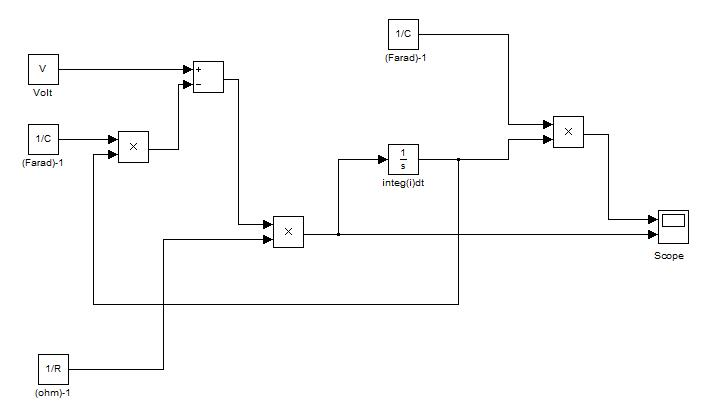 1/C
(Farad)-1
V
Volt
+
−
1/C
(Farad)-1
×
×
1
s
integ(i)dt
×
Scope
1/R
(ohm)-1